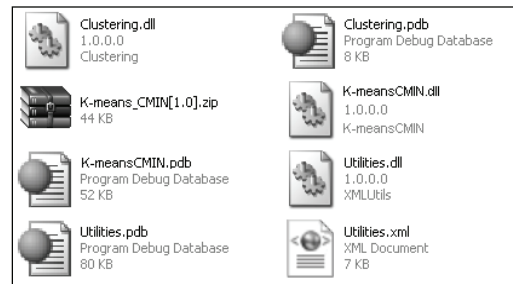 Clustering.dll
1.0.0.0
Clustering
Clustering.pdb
Program Debug Database
8 KB
K-means_CMIN[1.0].zip
44 KB
K-meansCMIN.dll
1.0.0.0
K-meansCMIN
K-meansCMIN.pdb
Program Debug Database
52 KB
Utilities.dll
1.0.0.0
XMLUtils
Utilities.pdb
Program Debug Database
80 KB
Utilities.xml
XML Document
7 KB